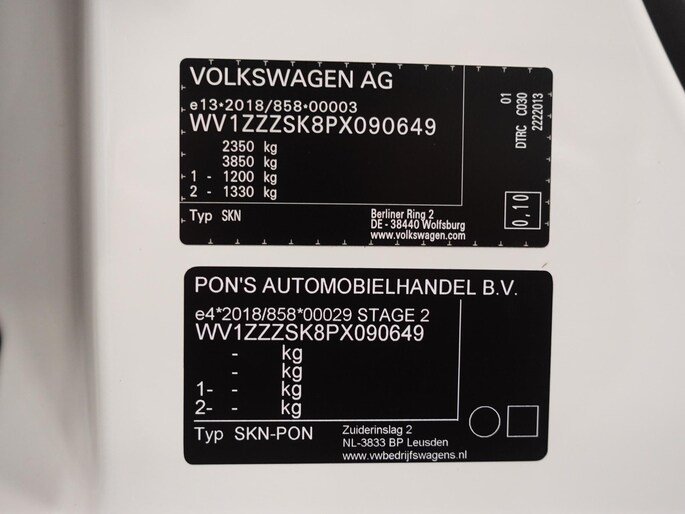 VOLKSWAGEN AG
e13*2018/858*00003
WV1ZZZSK8PX090649
2350 kg
3850 kg
1 - 1200 kg
2 - 1330 kg
Typ SKN
Berliner Ring 2
DE - 38440 Wolfsburg
www.volkswagen.com
01
DTRC C030
2222013
0,10
PON'S AUTOMOBIELHANDEL B.V.
e4*2018/858*00029 STAGE 2
WV1ZZZSK8PX090649
- kg
- kg
1- - kg
2- - kg
Typ SKN-PON
Zuiderinslag 2
NL-3833 BP Leusden
www.vwbedrijfswagens.nl